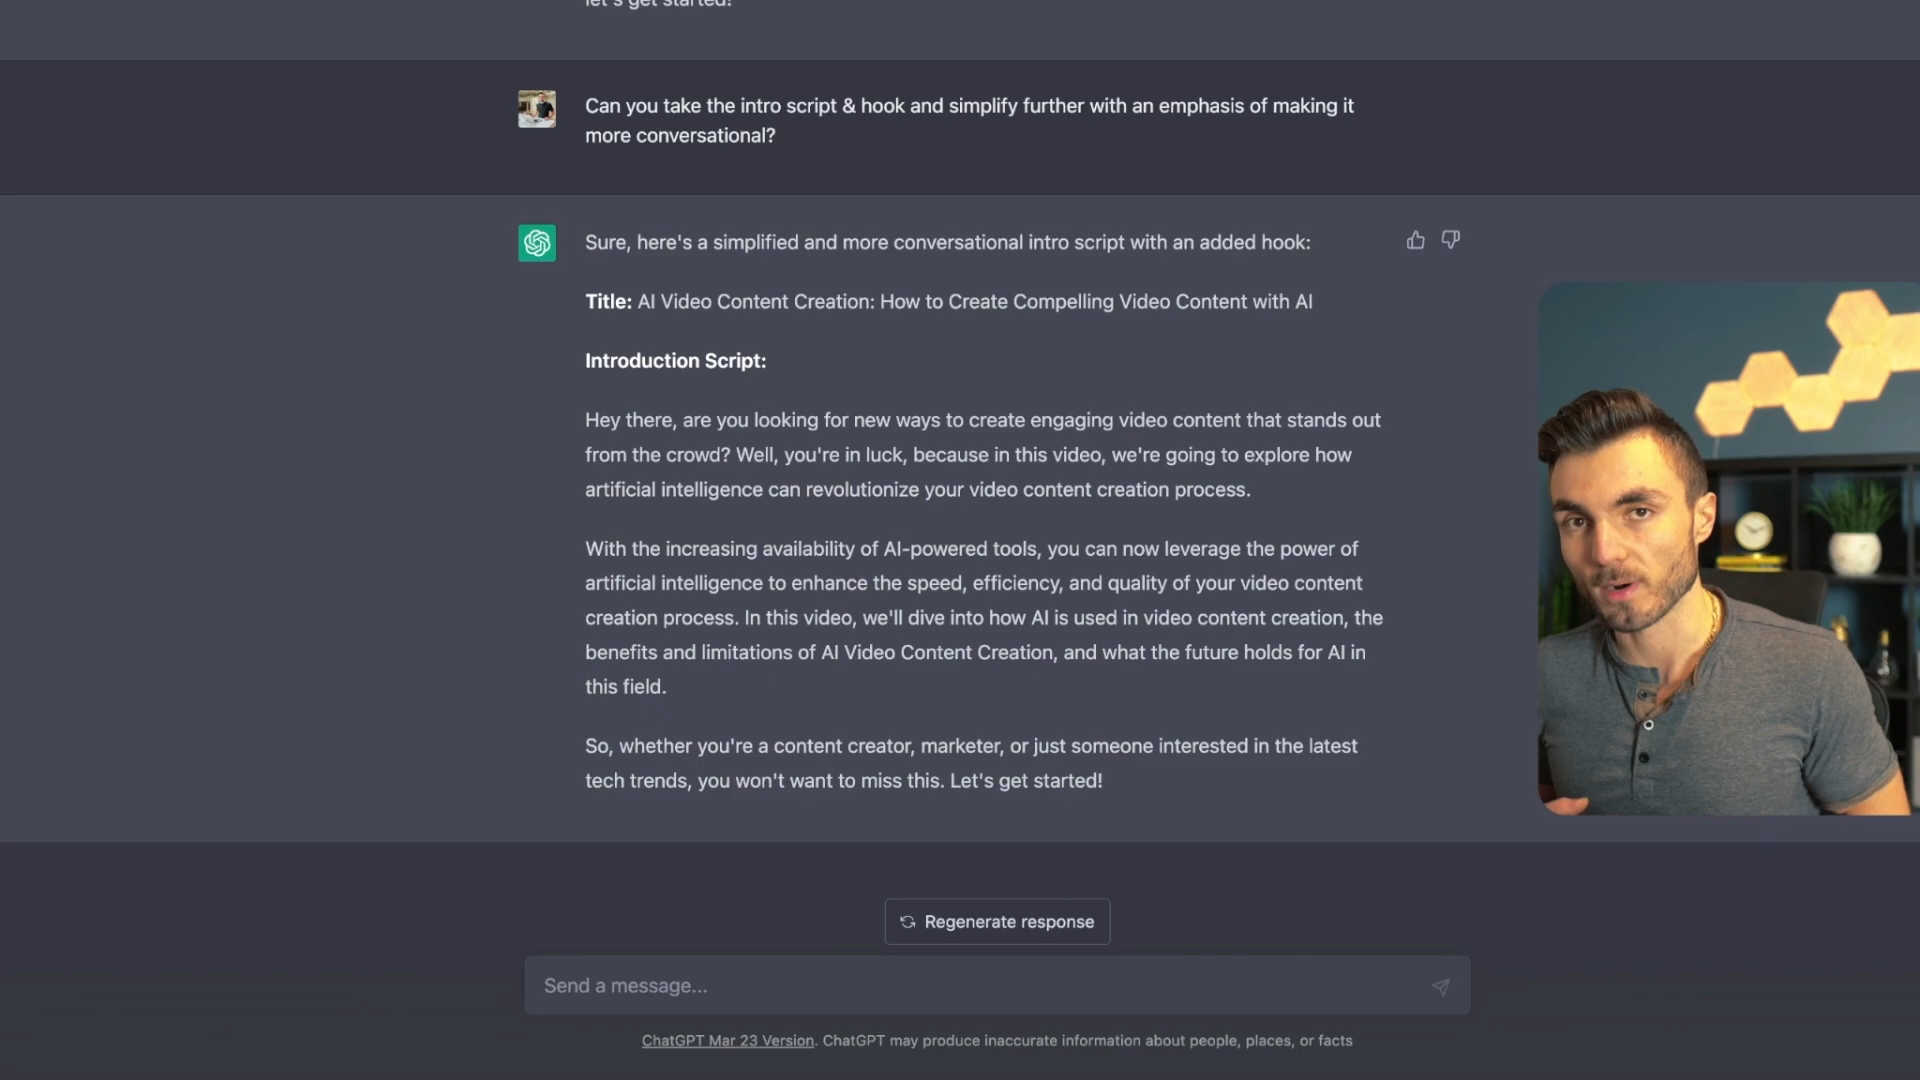 let's get started!
Can you take the intro script & hook and simplify further with an emphasis of making it
more conversational?
Sure, here's a simplified and more conversational intro script with an added hook:
Title: AI Video Content Creation: How to Create Compelling Video Content with AI
Introduction Script:
Hey there, are you looking for new ways to create engaging video content that stands out
from the crowd? Well, you're in luck, because in this video, we're going to explore how
artificial intelligence can revolutionize your video content creation process.
With the increasing availability of AI-powered tools, you can now leverage the power of
artificial intelligence to enhance the speed, efficiency, and quality of your video content
creation process. In this video, we'll dive into how AI is used in video content creation, the
benefits and limitations of AI Video Content Creation, and what the future holds for AI in
this field.
So, whether you're a content creator, marketer, or just someone interested in the latest
tech trends, you won't want to miss this. Let's get started!
Regenerate response
Send a message...
ChatGPT Mar 23 Version. ChatGPT may produce inaccurate information about people, places, or facts